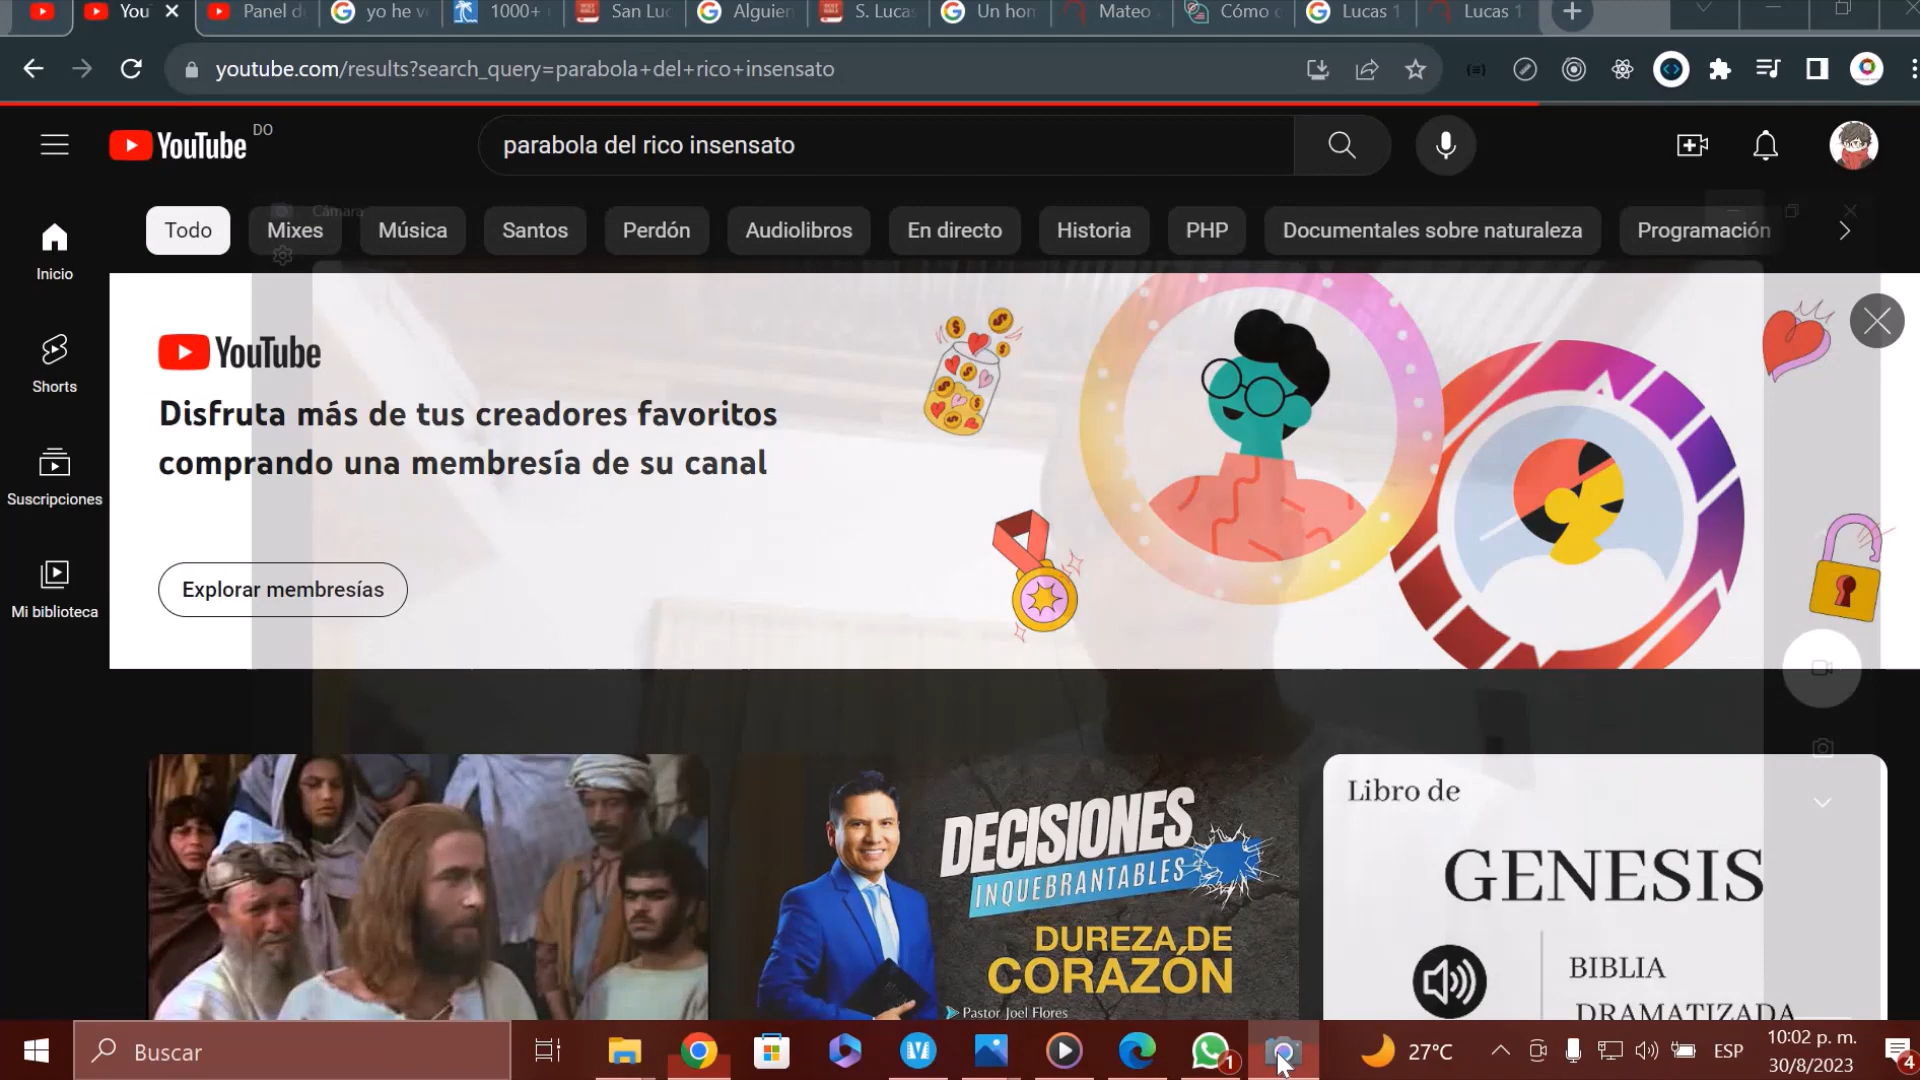 You
Panel d
yo he v
1000+
San Luc
Alguien
S. Lucas
Un hon
Mateo
Cómo c
Lucas 1
Lucas 1
youtube.com/results?search_query=parabola+del+rico+insensato
YouTube DO
parabola del rico insensato
Cámara
Todo
Mixes
Música
Santos
Perdón
Audiolibros
En directo
Historia
PHP
Documentales sobre naturaleza
Programación
Inicio
Shorts
Suscripciones
Mi biblioteca
YouTube
Disfruta más de tus creadores favoritos
comprando una membresía de su canal
Explorar membresías
DECISIONES
INQUEBRANTABLES
DUREZA DE
CORAZÓN
Pastor Joel Flores
Libro de
GENESIS
BIBLIA
DRAMATIZADA
Buscar
1
27°C
ESP
10:02 p. m.
30/8/2023
4